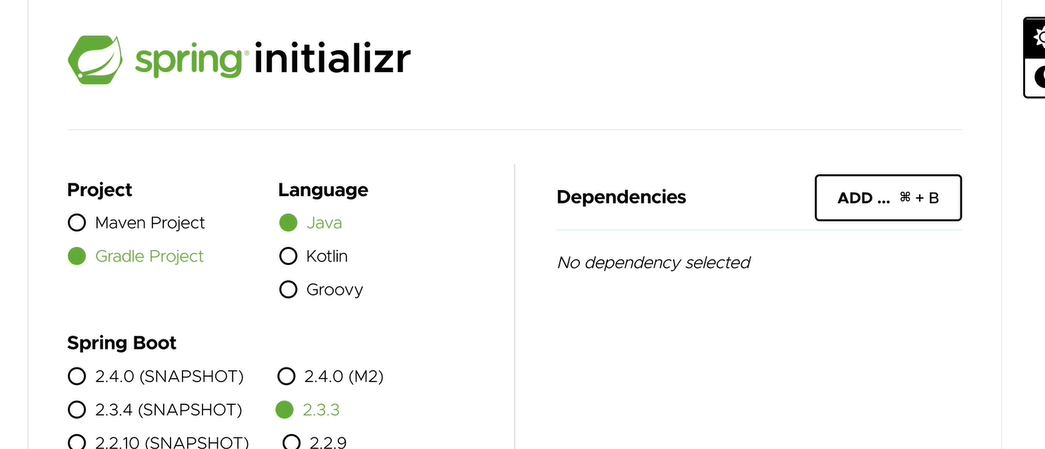 spring initializr
Project
Maven Project
Gradle Project
Language
Java
Kotlin
Groovy
Spring Boot
2.4.0 (SNAPSHOT)
2.4.0 (M2)
2.3.4 (SNAPSHOT)
2.3.3
2.2.10 (SNAPSHOT)
2.2.9
Dependencies
ADD ... ⌘ + B
No dependency selected